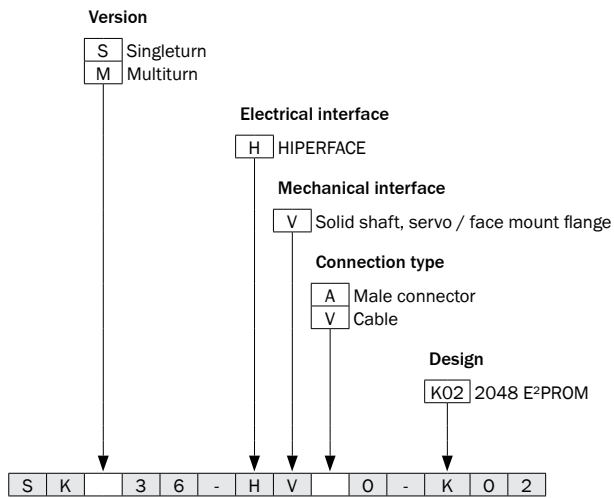 Version
S Singleturn
M Multiturn
Electrical interface
H HIPERFACE
Mechanical interface
V Solid shaft, servo / face mount flange
Connection type
A Male connector
V Cable
Design
K02 2048 E²PROM
S K 3 6 - H V 0 - K 0 2